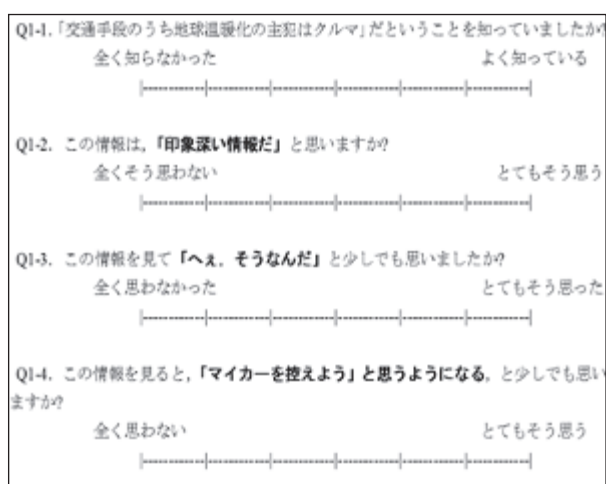 Q1-1.「交通手段のうち地球温暖化の主犯はクルマ」だということを知っていましたか?
全く知らなかった よく知っている
|----------|----------|----------|----------|----------|----------|
Q1-2. この情報は，「印象深い情報だ」と思いますか?
全くそう思わない とてもそう思う
|----------|----------|----------|----------|----------|----------|
Q1-3. この情報を見て「へぇ，そうなんだ」と少しでも思いましたか?
全く思わなかった とてもそう思った
|----------|----------|----------|----------|----------|----------|
Q1-4. この情報を見ると，「マイカーを控えよう」と思うようになる，と少しでも思い
ますか?
全く思わない とてもそう思う
|----------|----------|----------|----------|----------|----------|